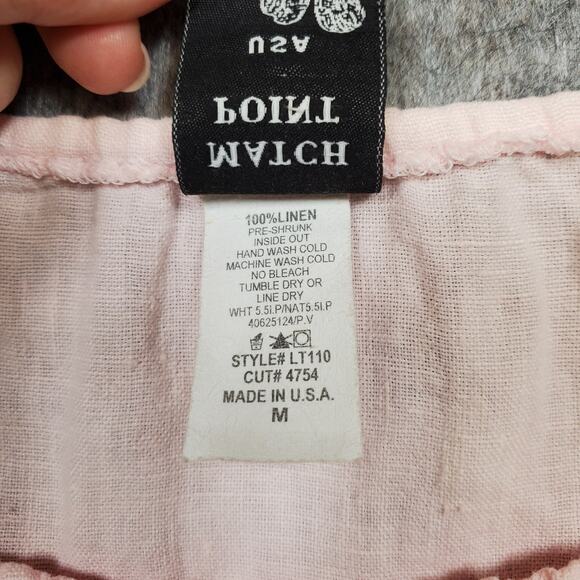 MATCH
POINT
USA
100%LINEN
PRE-SHRUNK
INSIDE OUT
HAND WASH COLD
MACHINE WASH COLD
NO BLEACH
TUMBLE DRY OR
LINE DRY
WHT 5.5I.P/NAT5.5I.P
40625124/P.V
STYLE# LT110
CUT# 4754
MADE IN U.S.A.
M